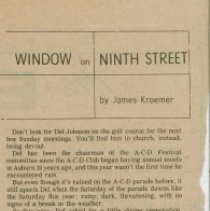 WINDOW on NINTH STREET
by James Kroemer
Don't look for Del Johnson on the golf course for the next
few Sunday mornings. You'll find him in church, instead,
being devout.
Del has been the chairman of the A-C-D Festival
committee since the A-C-D Club began having annual meets
in Auburn 19 years ago, and this wasn't the first time he
encountered rain.
But even though it's rained on the A-C-D parade before, it
still upsets Del when the Saturday of the parade dawns like
the Saturday this year, rainy, dark, threatening, with no
signs of a break in the weather.